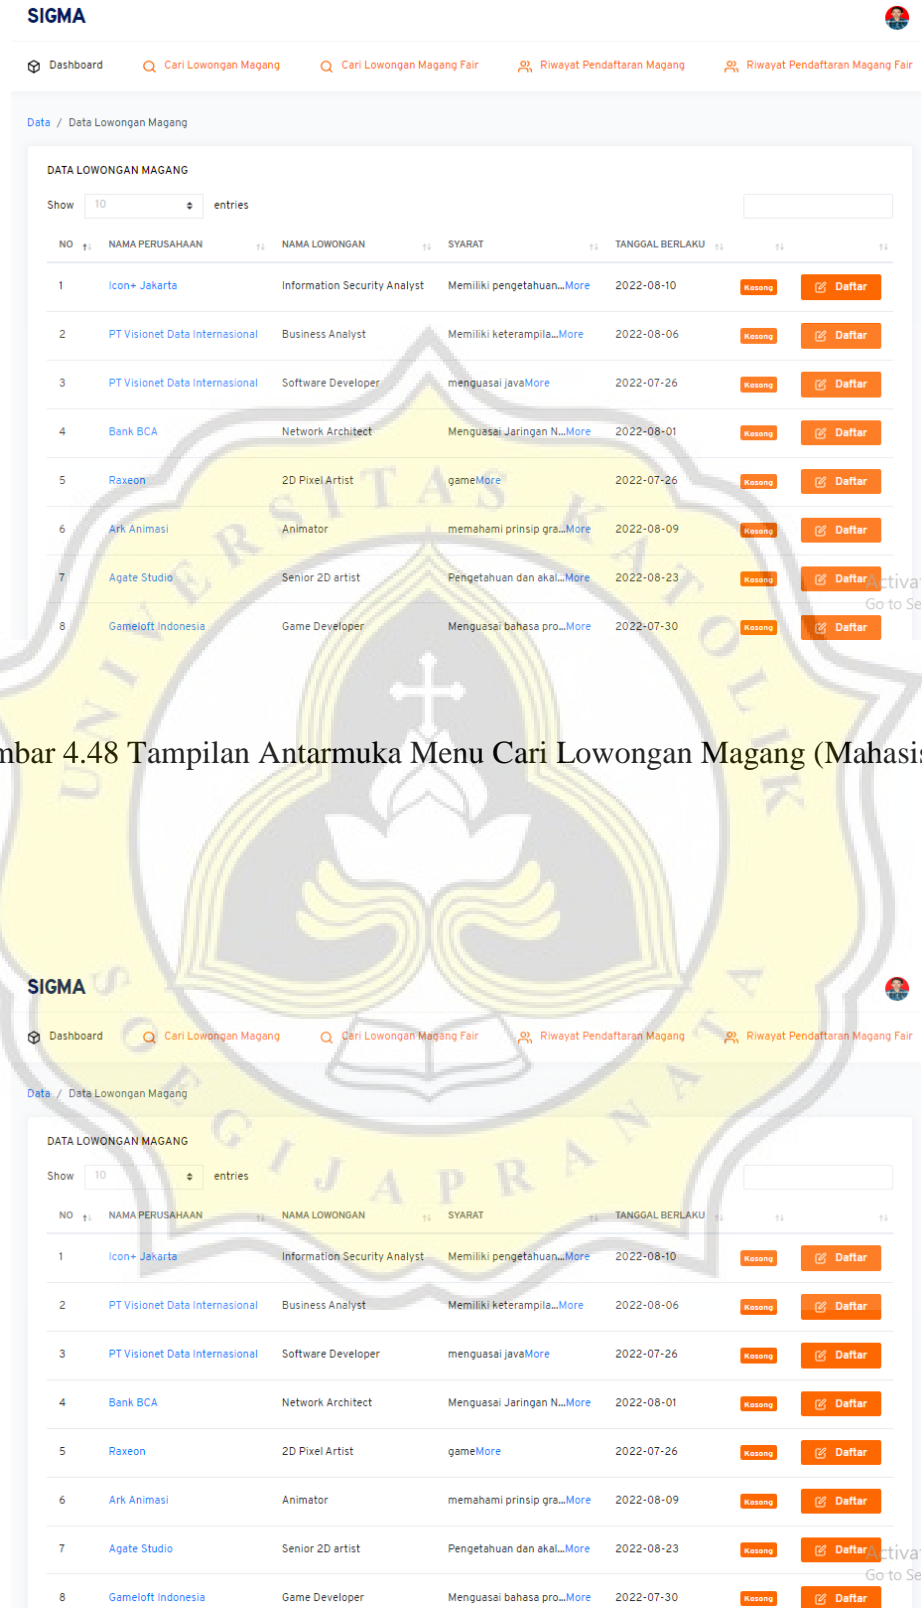 SIGMA
Dashboard Cari Lowongan Magang Cari Lowongan Magang Fair Riwayat Pendaftaran Magang Riwayat Pendaftaran Magang Fair
Data / Data Lowongan Magang
DATA LOWONGAN MAGANG
Show 10 entries
NO NAMA PERUSAHAAN NAMA LOWONGAN SYARAT TANGGAL BERLAKU
1 Icon+ Jakarta Information Security Analyst Memiliki pengetahuan...More 2022-08-10 Kosong Daftar
2 PT Visionet Data Internasional Business Analyst Memiliki keterampila...More 2022-08-06 Kosong Daftar
3 PT Visionet Data Internasional Software Developer menguasai javaMore 2022-07-26 Kosong Daftar
4 Bank BCA Network Architect Menguasai Jaringan N...More 2022-08-01 Kosong Daftar
5 Raxeon 2D Pixel Artist gameMore 2022-07-26 Kosong Daftar
6 Ark Animasi Animator memahami prinsip gra...More 2022-08-09 Kosong Daftar
7 Agate Studio Senior 2D artist Pengetahuan dan akal...More 2022-08-23 Kosong Daftar
Activa
Go to Se
8 Gameloft Indonesia Game Developer Menguasai bahasa pro...More 2022-07-30 Kosong Daftar
UNIVERSITAS KATOLIK
mbar 4.48 Tampilan Antarmuka Menu Cari Lowongan Magang (Mahasis
SOEGIJAPRANATA
SIGMA
Dashboard Cari Lowongan Magang Cari Lowongan Magang Fair Riwayat Pendaftaran Magang Riwayat Pendaftaran Magang Fair
Data / Data Lowongan Magang
DATA LOWONGAN MAGANG
Show 10 entries
NO NAMA PERUSAHAAN NAMA LOWONGAN SYARAT TANGGAL BERLAKU
1 Icon+ Jakarta Information Security Analyst Memiliki pengetahuan...More 2022-08-10 Kosong Daftar
2 PT Visionet Data Internasional Business Analyst Memiliki keterampila...More 2022-08-06 Kosong Daftar
3 PT Visionet Data Internasional Software Developer menguasai javaMore 2022-07-26 Kosong Daftar
4 Bank BCA Network Architect Menguasai Jaringan N...More 2022-08-01 Kosong Daftar
5 Raxeon 2D Pixel Artist gameMore 2022-07-26 Kosong Daftar
6 Ark Animasi Animator memahami prinsip gra...More 2022-08-09 Kosong Daftar
7 Agate Studio Senior 2D artist Pengetahuan dan akal...More 2022-08-23 Kosong Daftar
Activa
Go to Se
8 Gameloft Indonesia Game Developer Menguasai bahasa pro...More 2022-07-30 Kosong Daftar